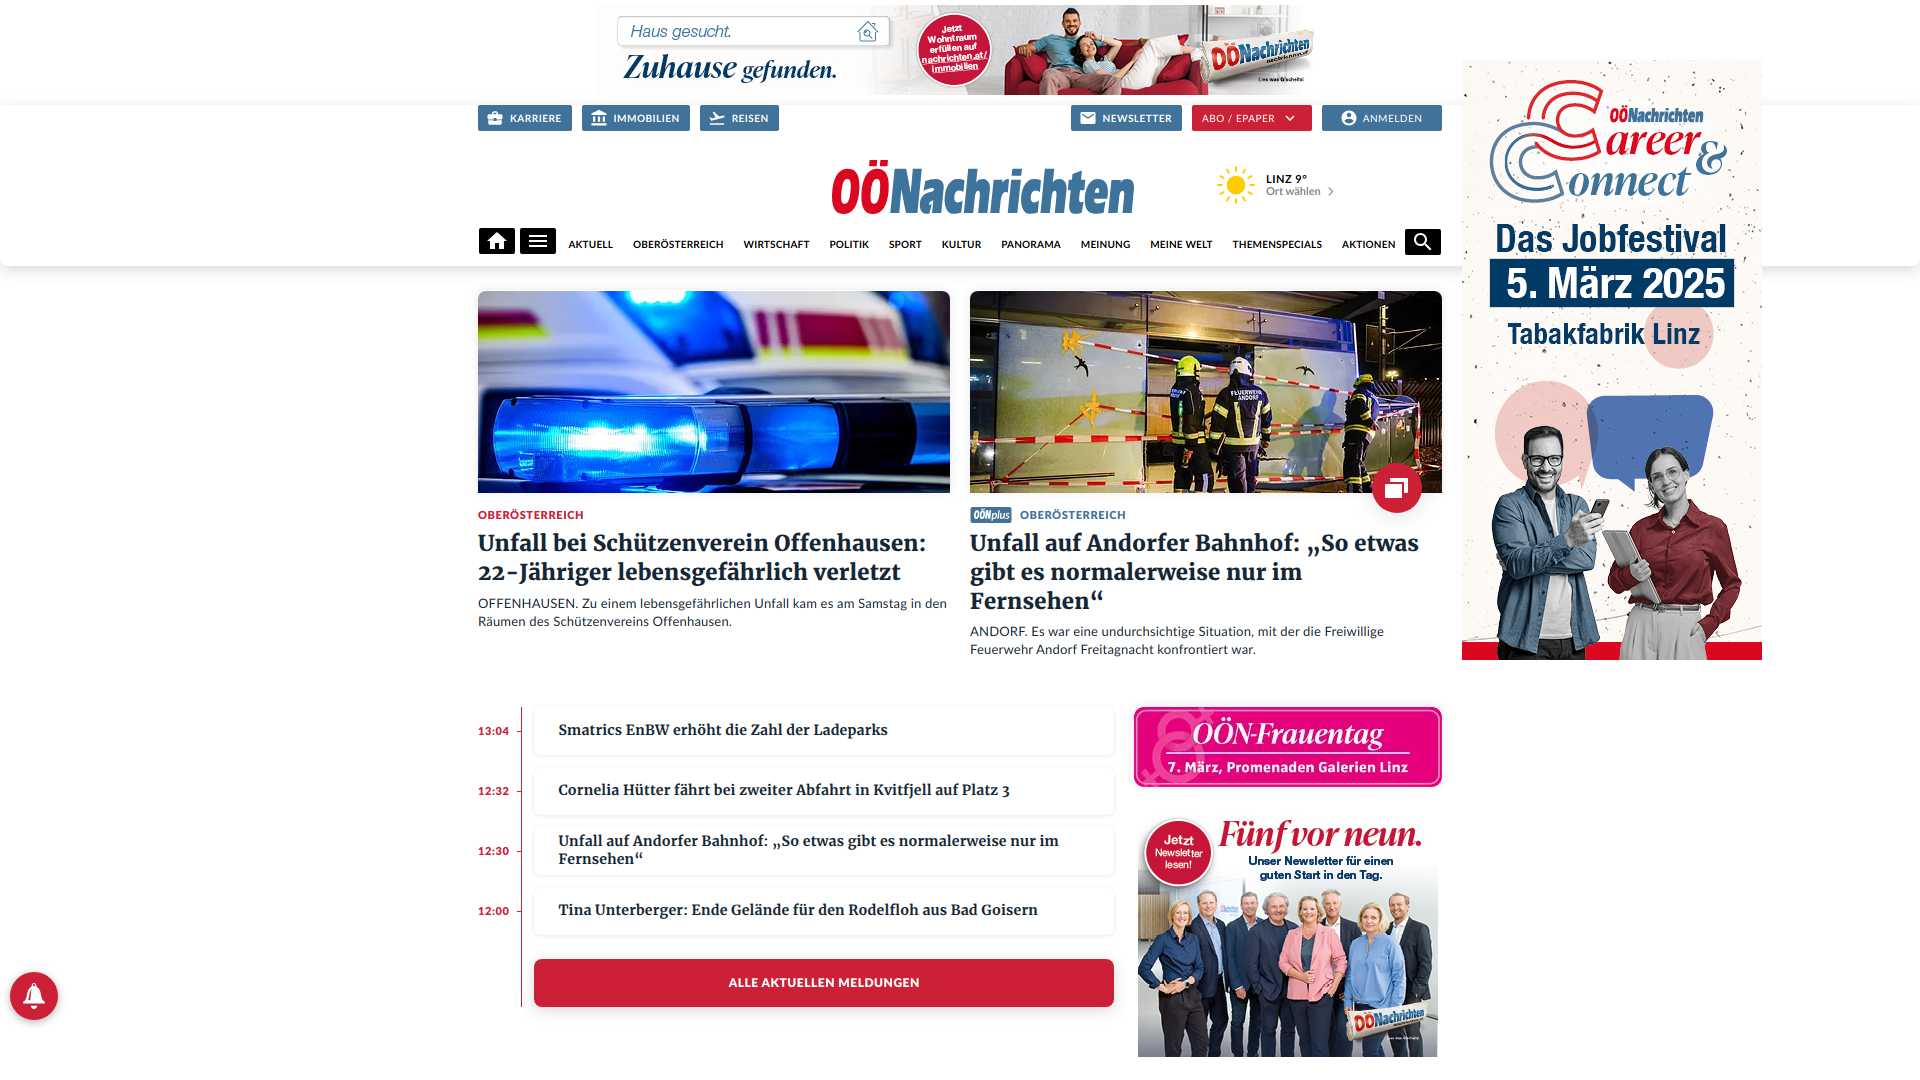 Haus gesucht.
Zuhause gefunden.
Jetzt
Wohntraum
erfüllen auf
nachrichten.at/
immobilien
OÖNachrichten
Lies was G'scheits!
KARRIERE
IMMOBILIEN
REISEN
NEWSLETTER
ABO / EPAPER
ANMELDEN
OÖNachrichten
LINZ 9°
Ort wählen
AKTUELL
OBERÖSTERREICH
WIRTSCHAFT
POLITIK
SPORT
KULTUR
PANORAMA
MEINUNG
MEINE WELT
THEMENSPECIALS
AKTIONEN
OÖNachrichten
Career &
Connect
Das Jobfestival
5. März 2025
Tabakfabrik Linz
FEUERWEHR
ANDORF
OBERÖSTERREICH
Unfall bei Schützenverein Offenhausen:
22-Jähriger lebensgefährlich verletzt
OFFENHAUSEN. Zu einem lebensgefährlichen Unfall kam es am Samstag in den
Räumen des Schützenvereins Offenhausen.
OÖNplus OBERÖSTERREICH
Unfall auf Andorfer Bahnhof: „So etwas
gibt es normalerweise nur im
Fernsehen“
ANDORF. Es war eine undurchsichtige Situation, mit der die Freiwillige
Feuerwehr Andorf Freitagnacht konfrontiert war.
13:04
Smatrics EnBW erhöht die Zahl der Ladeparks
12:32
Cornelia Hütter fährt bei zweiter Abfahrt in Kvitfjell auf Platz 3
12:30
Unfall auf Andorfer Bahnhof: „So etwas gibt es normalerweise nur im
Fernsehen“
12:00
Tina Unterberger: Ende Gelände für den Rodelfloh aus Bad Goisern
ALLE AKTUELLEN MELDUNGEN
OÖN-Frauentag
7. März, Promenaden Galerien Linz
Jetzt
Newsletter
lesen!
Fünf vor neun.
Unser Newsletter für einen
guten Start in den Tag.
OÖNachrichten